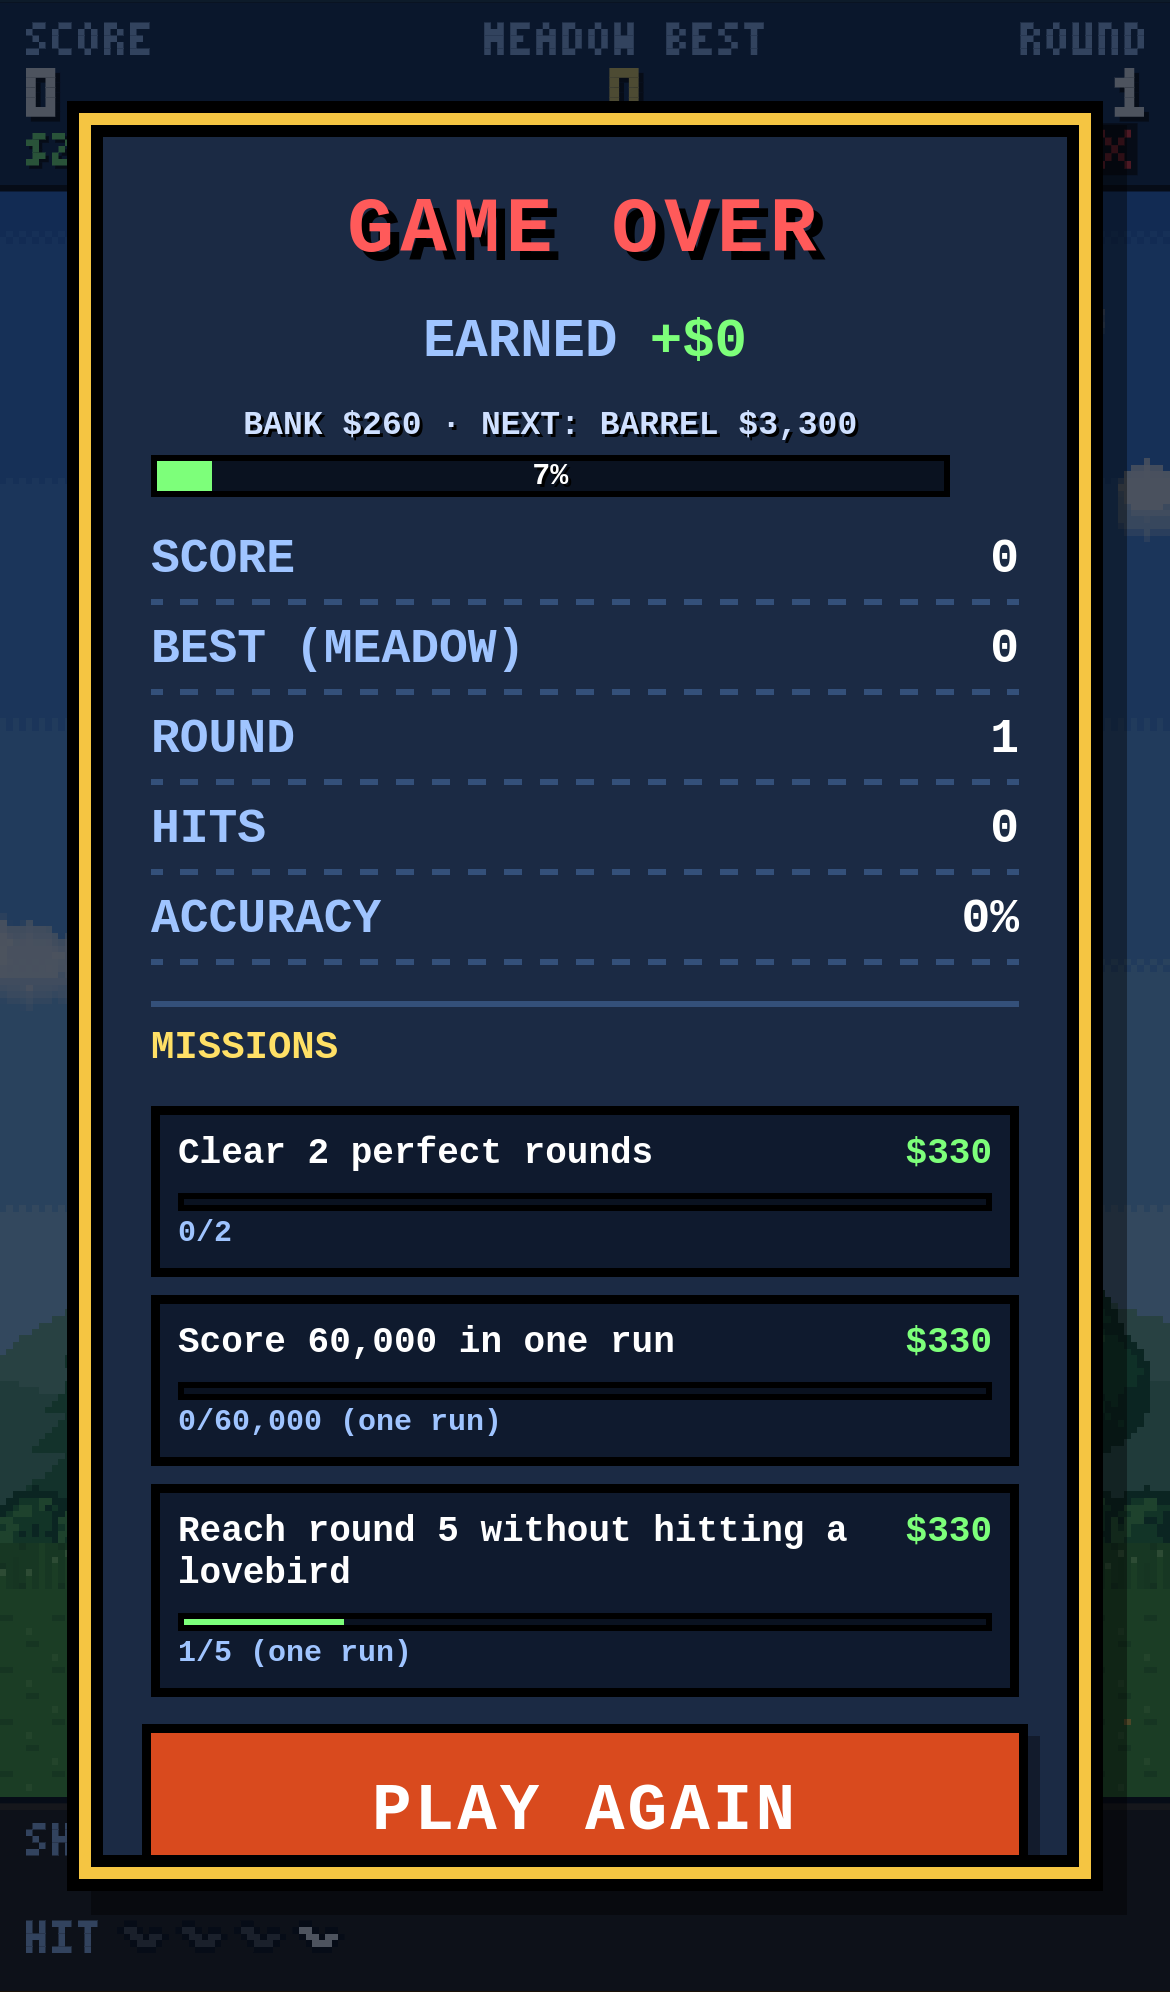 SCORE MEADOW BEST ROUND
0 0 1
GAME OVER
EARNED +$0
BANK $260 · NEXT: BARREL $3,300
7%
SCORE 0
BEST (MEADOW) 0
ROUND 1
HITS 0
ACCURACY 0%
MISSIONS
Clear 2 perfect rounds $330
0/2
Score 60,000 in one run $330
0/60,000 (one run)
Reach round 5 without hitting a $330
lovebird
1/5 (one run)
PLAY AGAIN
HIT